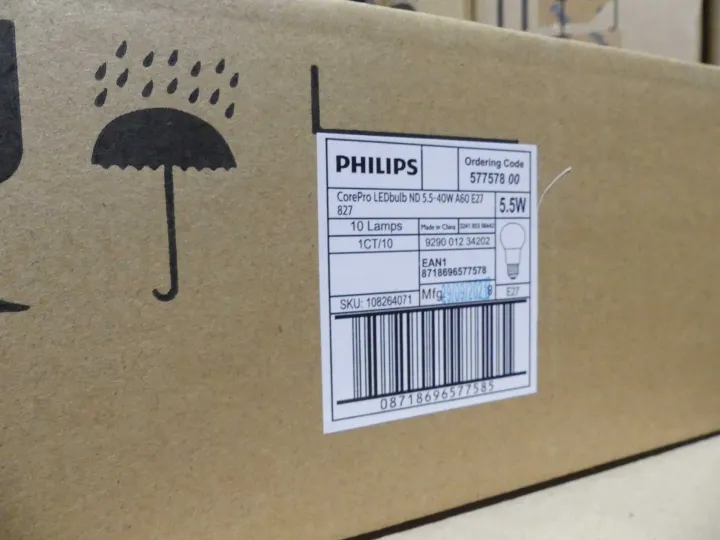 PHILIPS
Ordering Code
577578 00
CorePro LEDbulb ND 5.5-40W A60 E27
827
5.5W
10 Lamps
Made in China
1CT/10
9290 012 34202
EAN1
8718696577578
SKU: 108264071
Mfg
E27
08718696577585